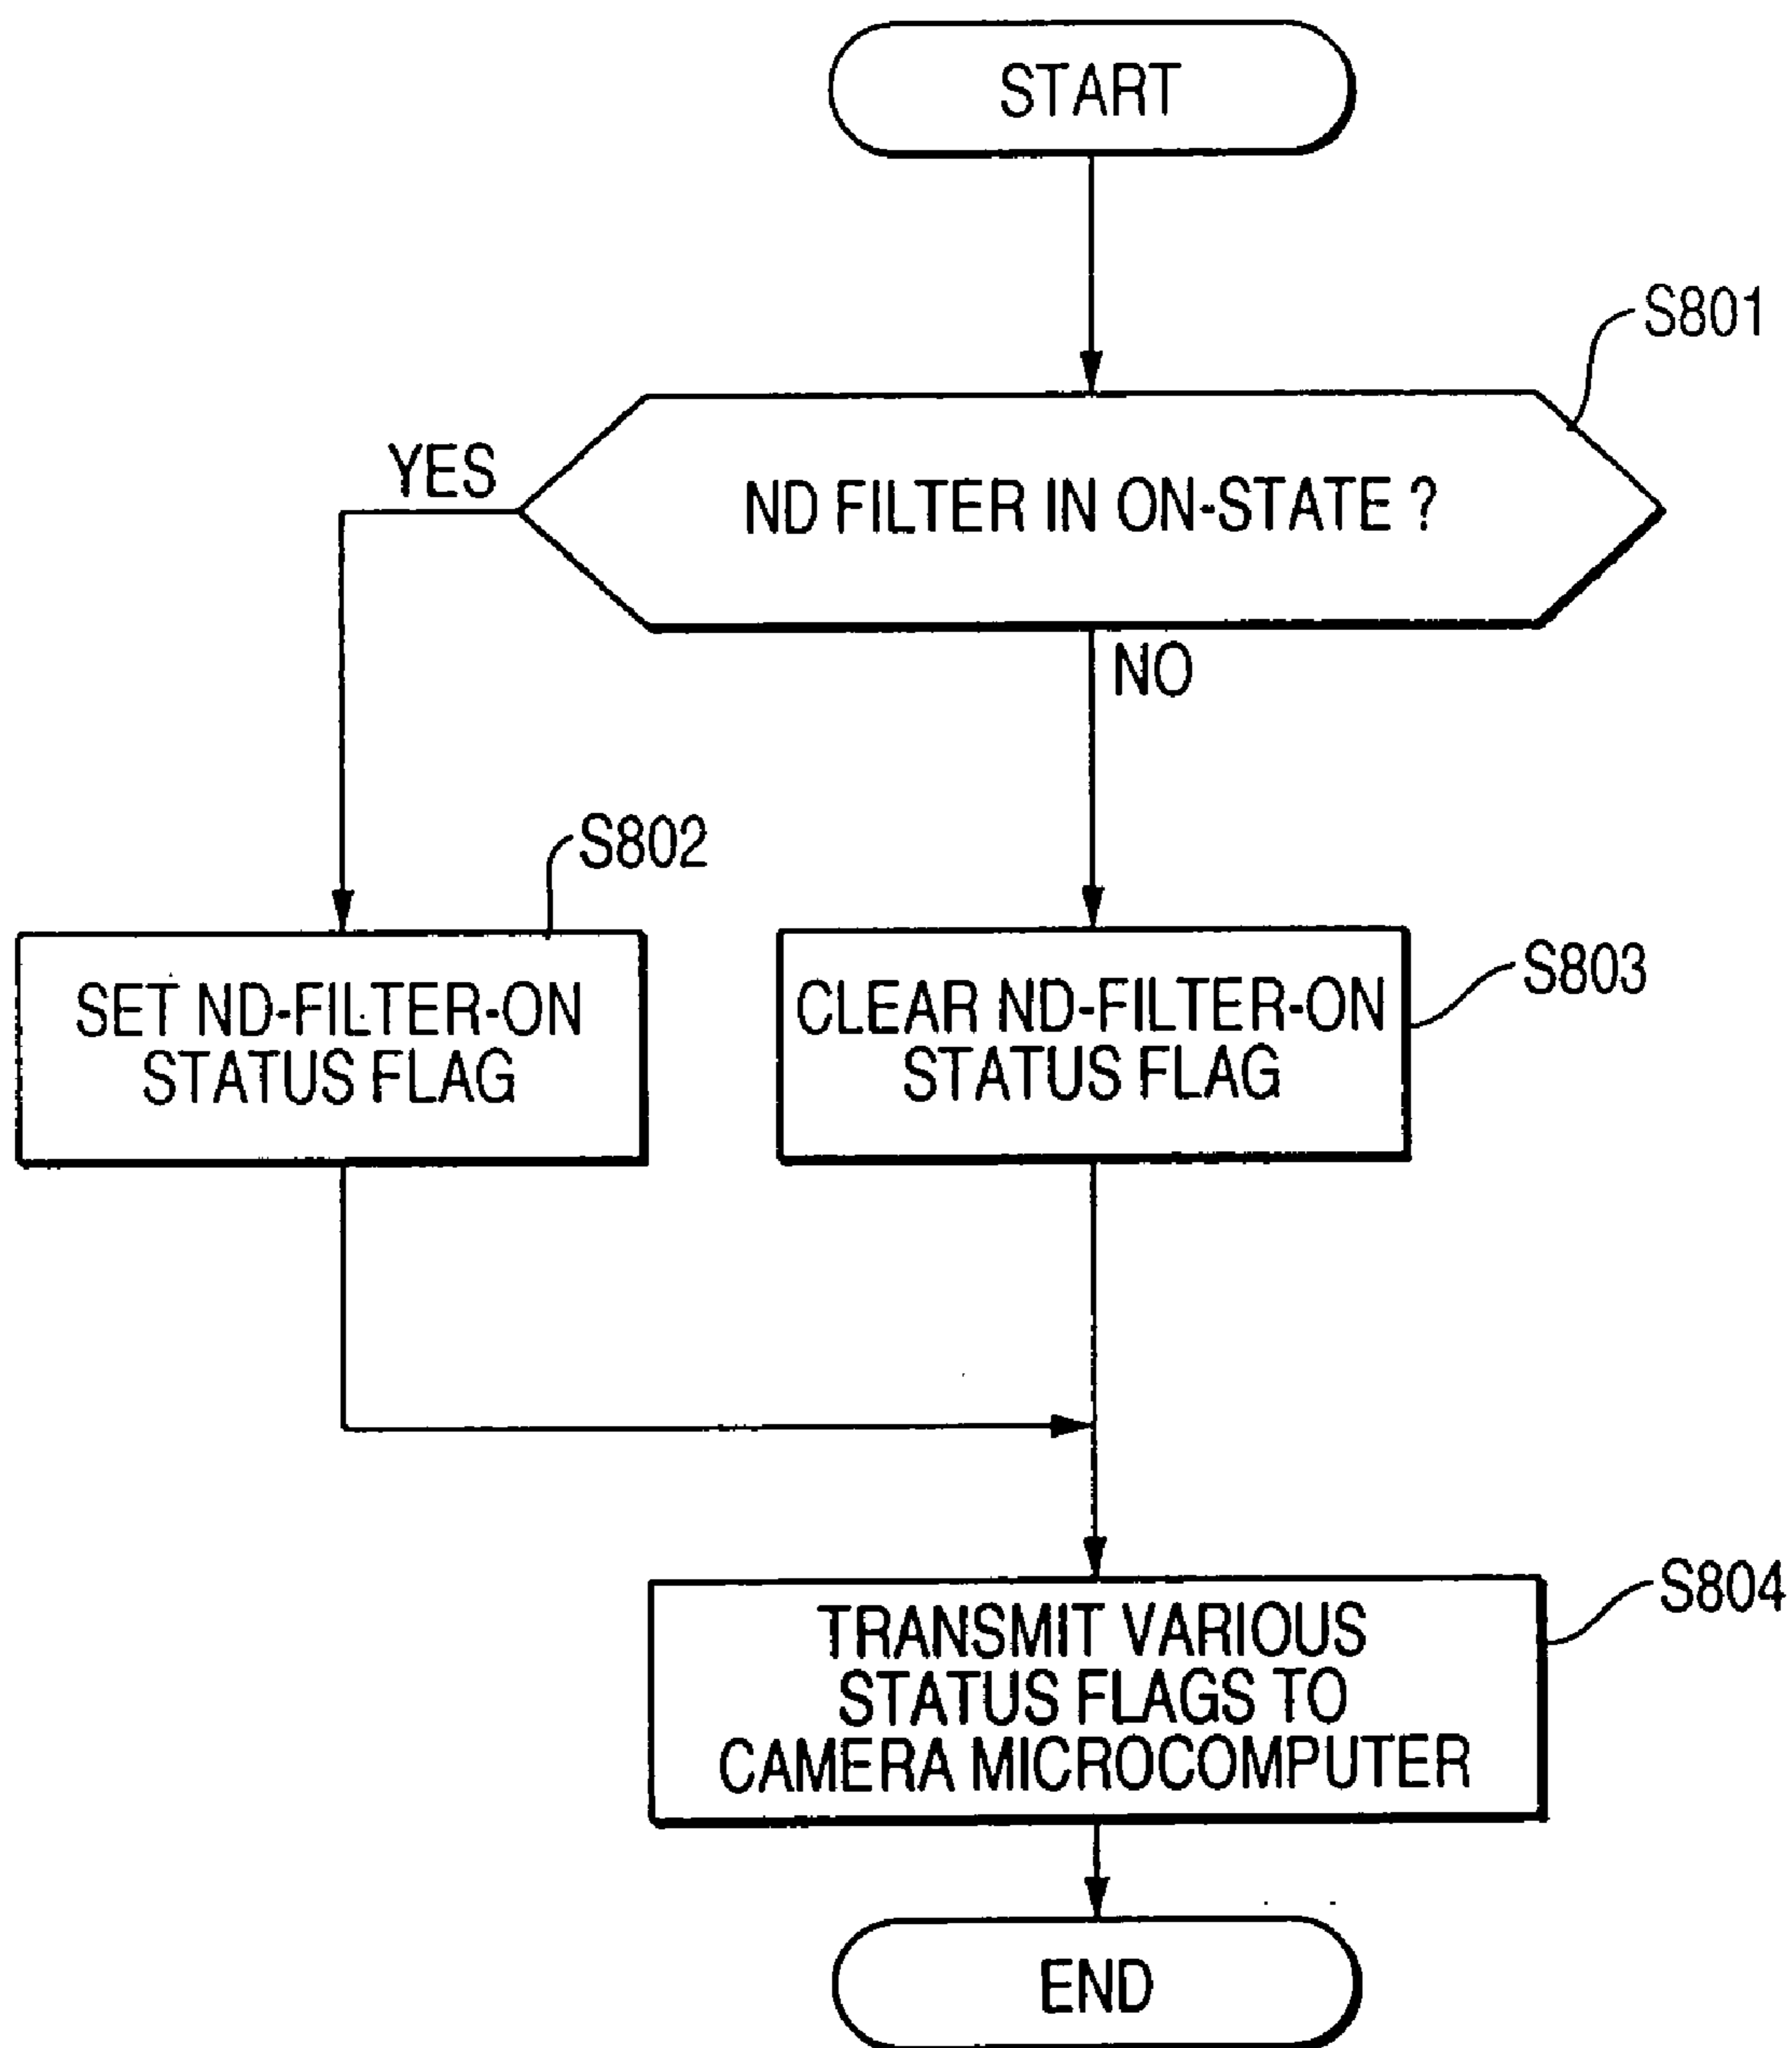 START
S801
YES
ND FILTER IN ON-STATE ?
NO
S802
SET ND-FILTER-ON
STATUS FLAG
CLEAR ND-FILTER-ON
STATUS FLAG
S803
TRANSMIT VARIOUS
STATUS FLAGS TO
CAMERA MICROCOMPUTER
S804
END